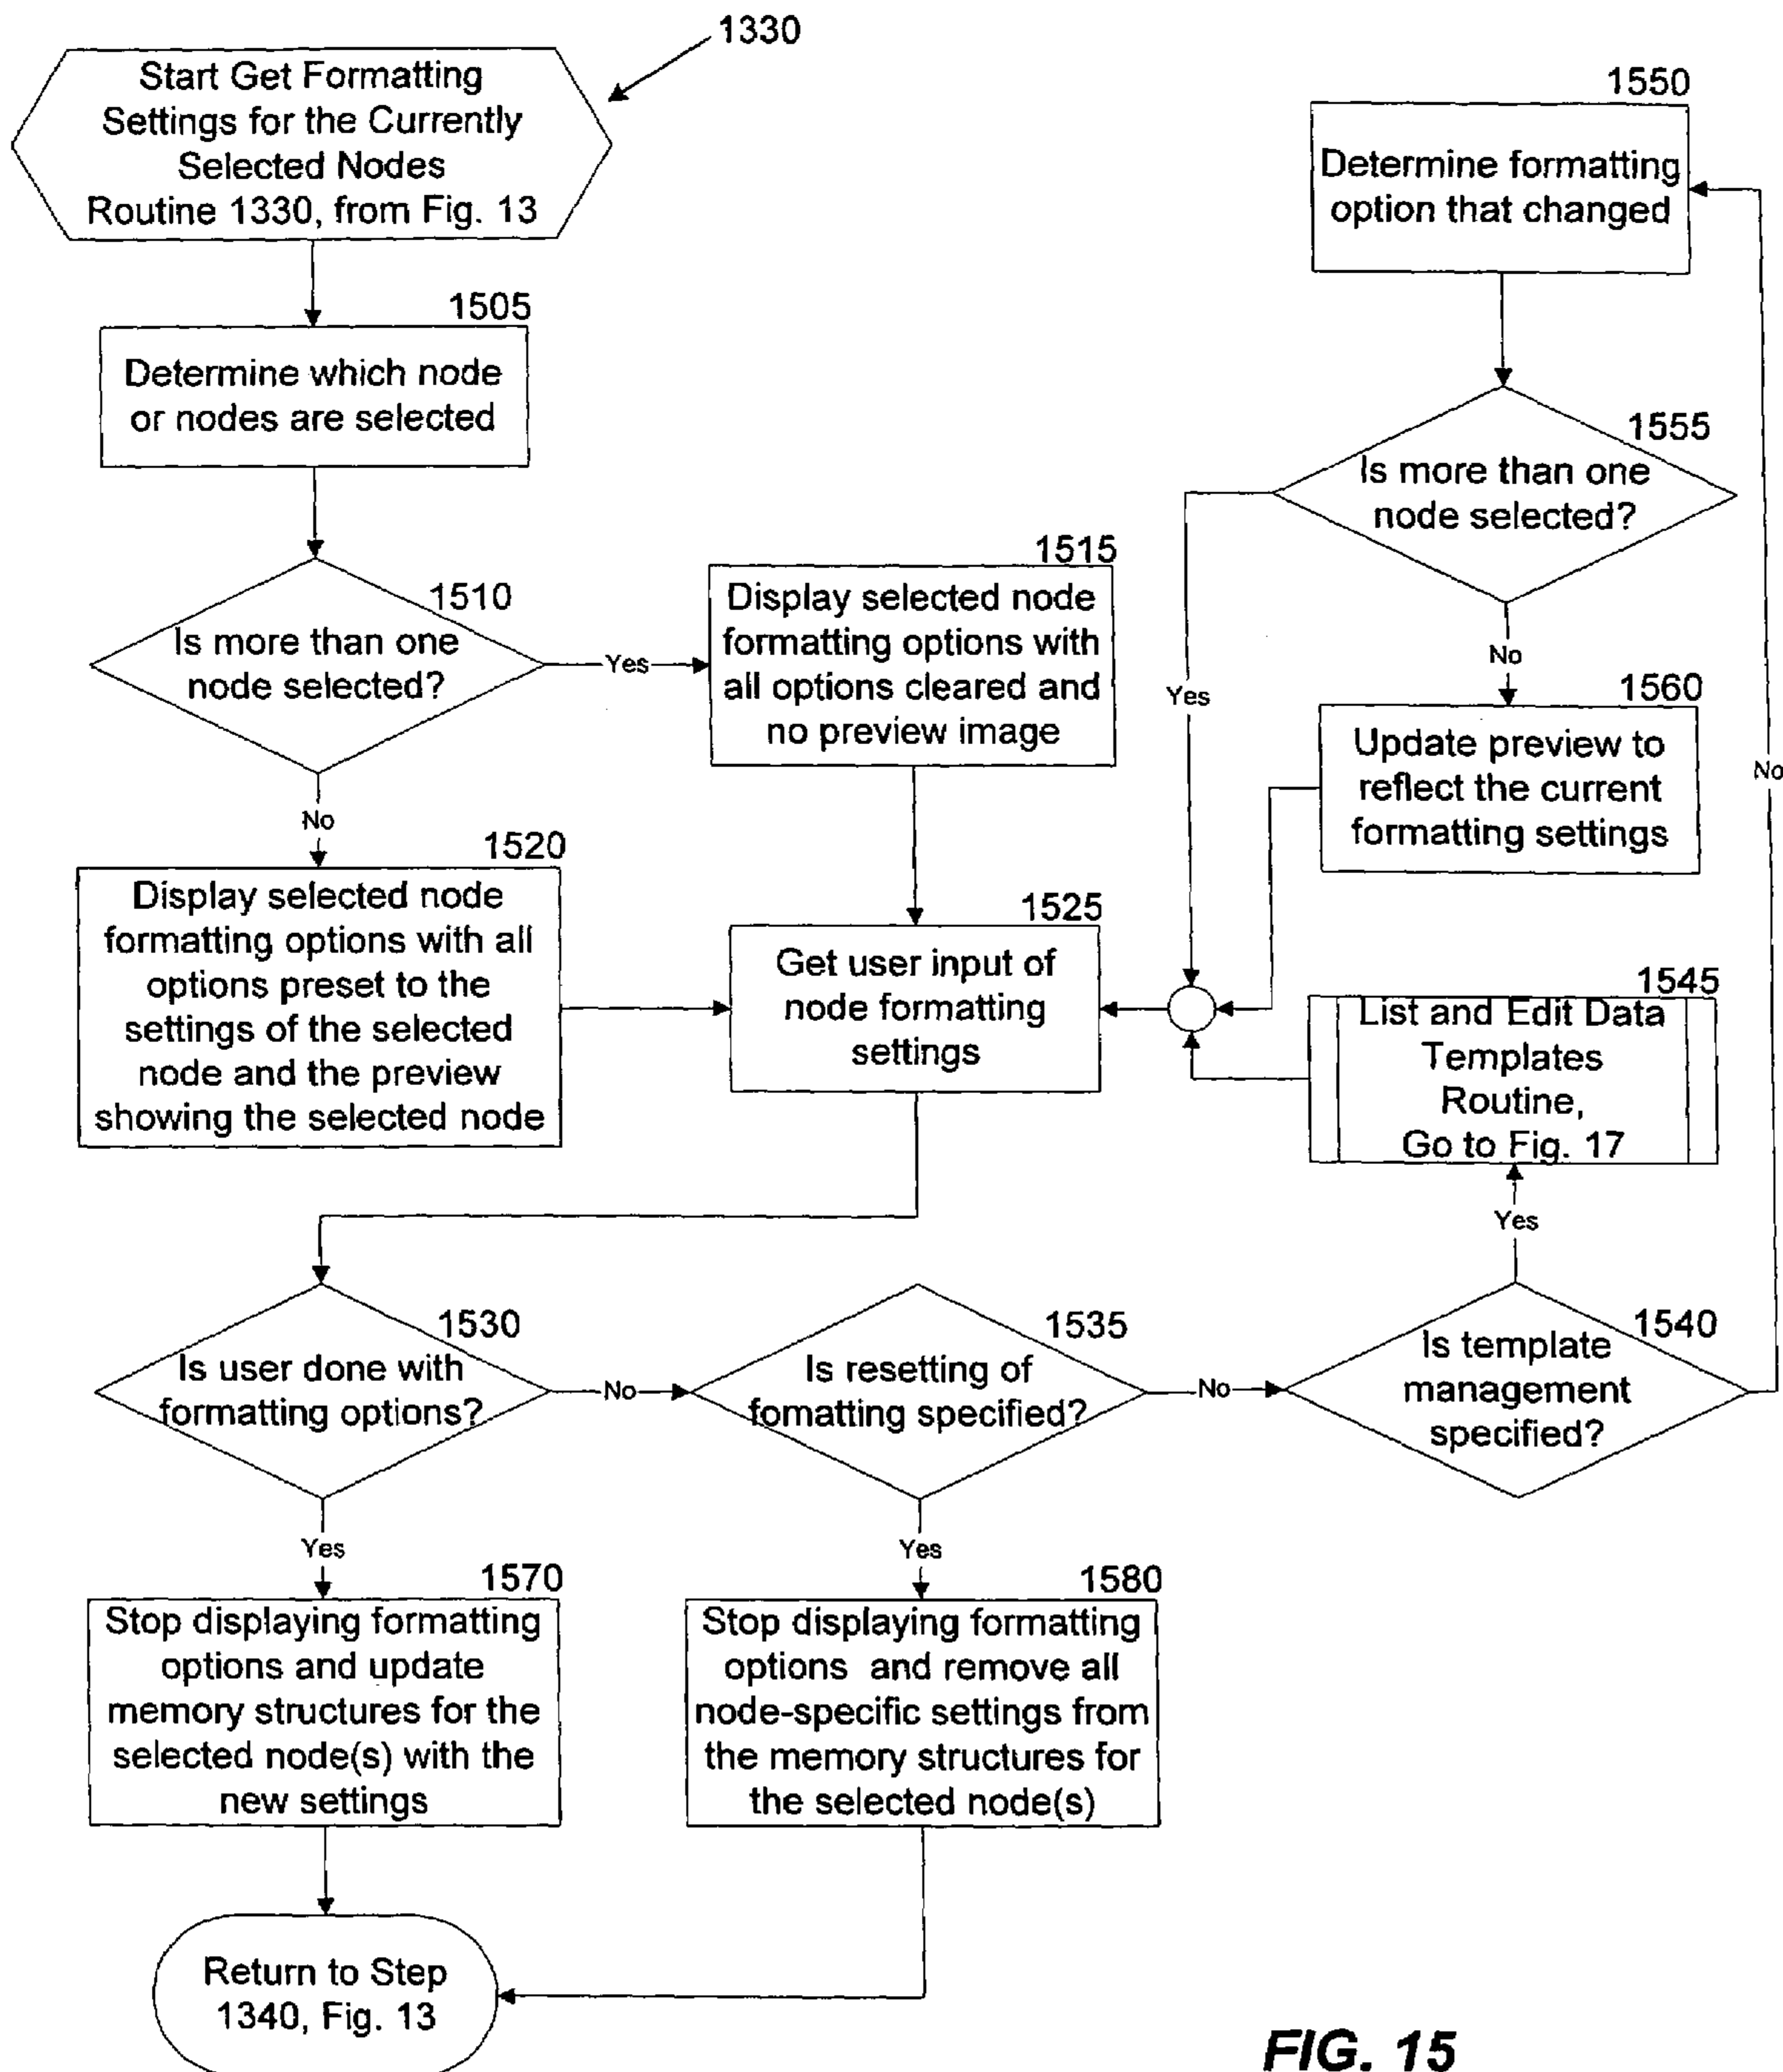 1330
Start Get Formatting
Settings for the Currently
Selected Nodes
Routine 1330, from Fig. 13
1505
Determine which node
or nodes are selected
1510
Is more than one
node selected?
Yes
No
1515
Display selected node
formatting options with
all options cleared and
no preview image
1520
Display selected node
formatting options with all
options preset to the
settings of the selected
node and the preview
showing the selected node
1525
Get user input of
node formatting
settings
1550
Determine formatting
option that changed
1555
Is more than one
node selected?
Yes
No
1560
Update preview to
reflect the current
formatting settings
No
1545
List and Edit Data
Templates
Routine,
Go to Fig. 17
Yes
1530
Is user done with
formatting options?
No
1535
Is resetting of
fomatting specified?
No
1540
Is template
management
specified?
Yes
1570
Stop displaying formatting
options and update
memory structures for the
selected node(s) with the
new settings
Yes
1580
Stop displaying formatting
options and remove all
node-specific settings from
the memory structures for
the selected node(s)
Return to Step
1340, Fig. 13
FIG. 15